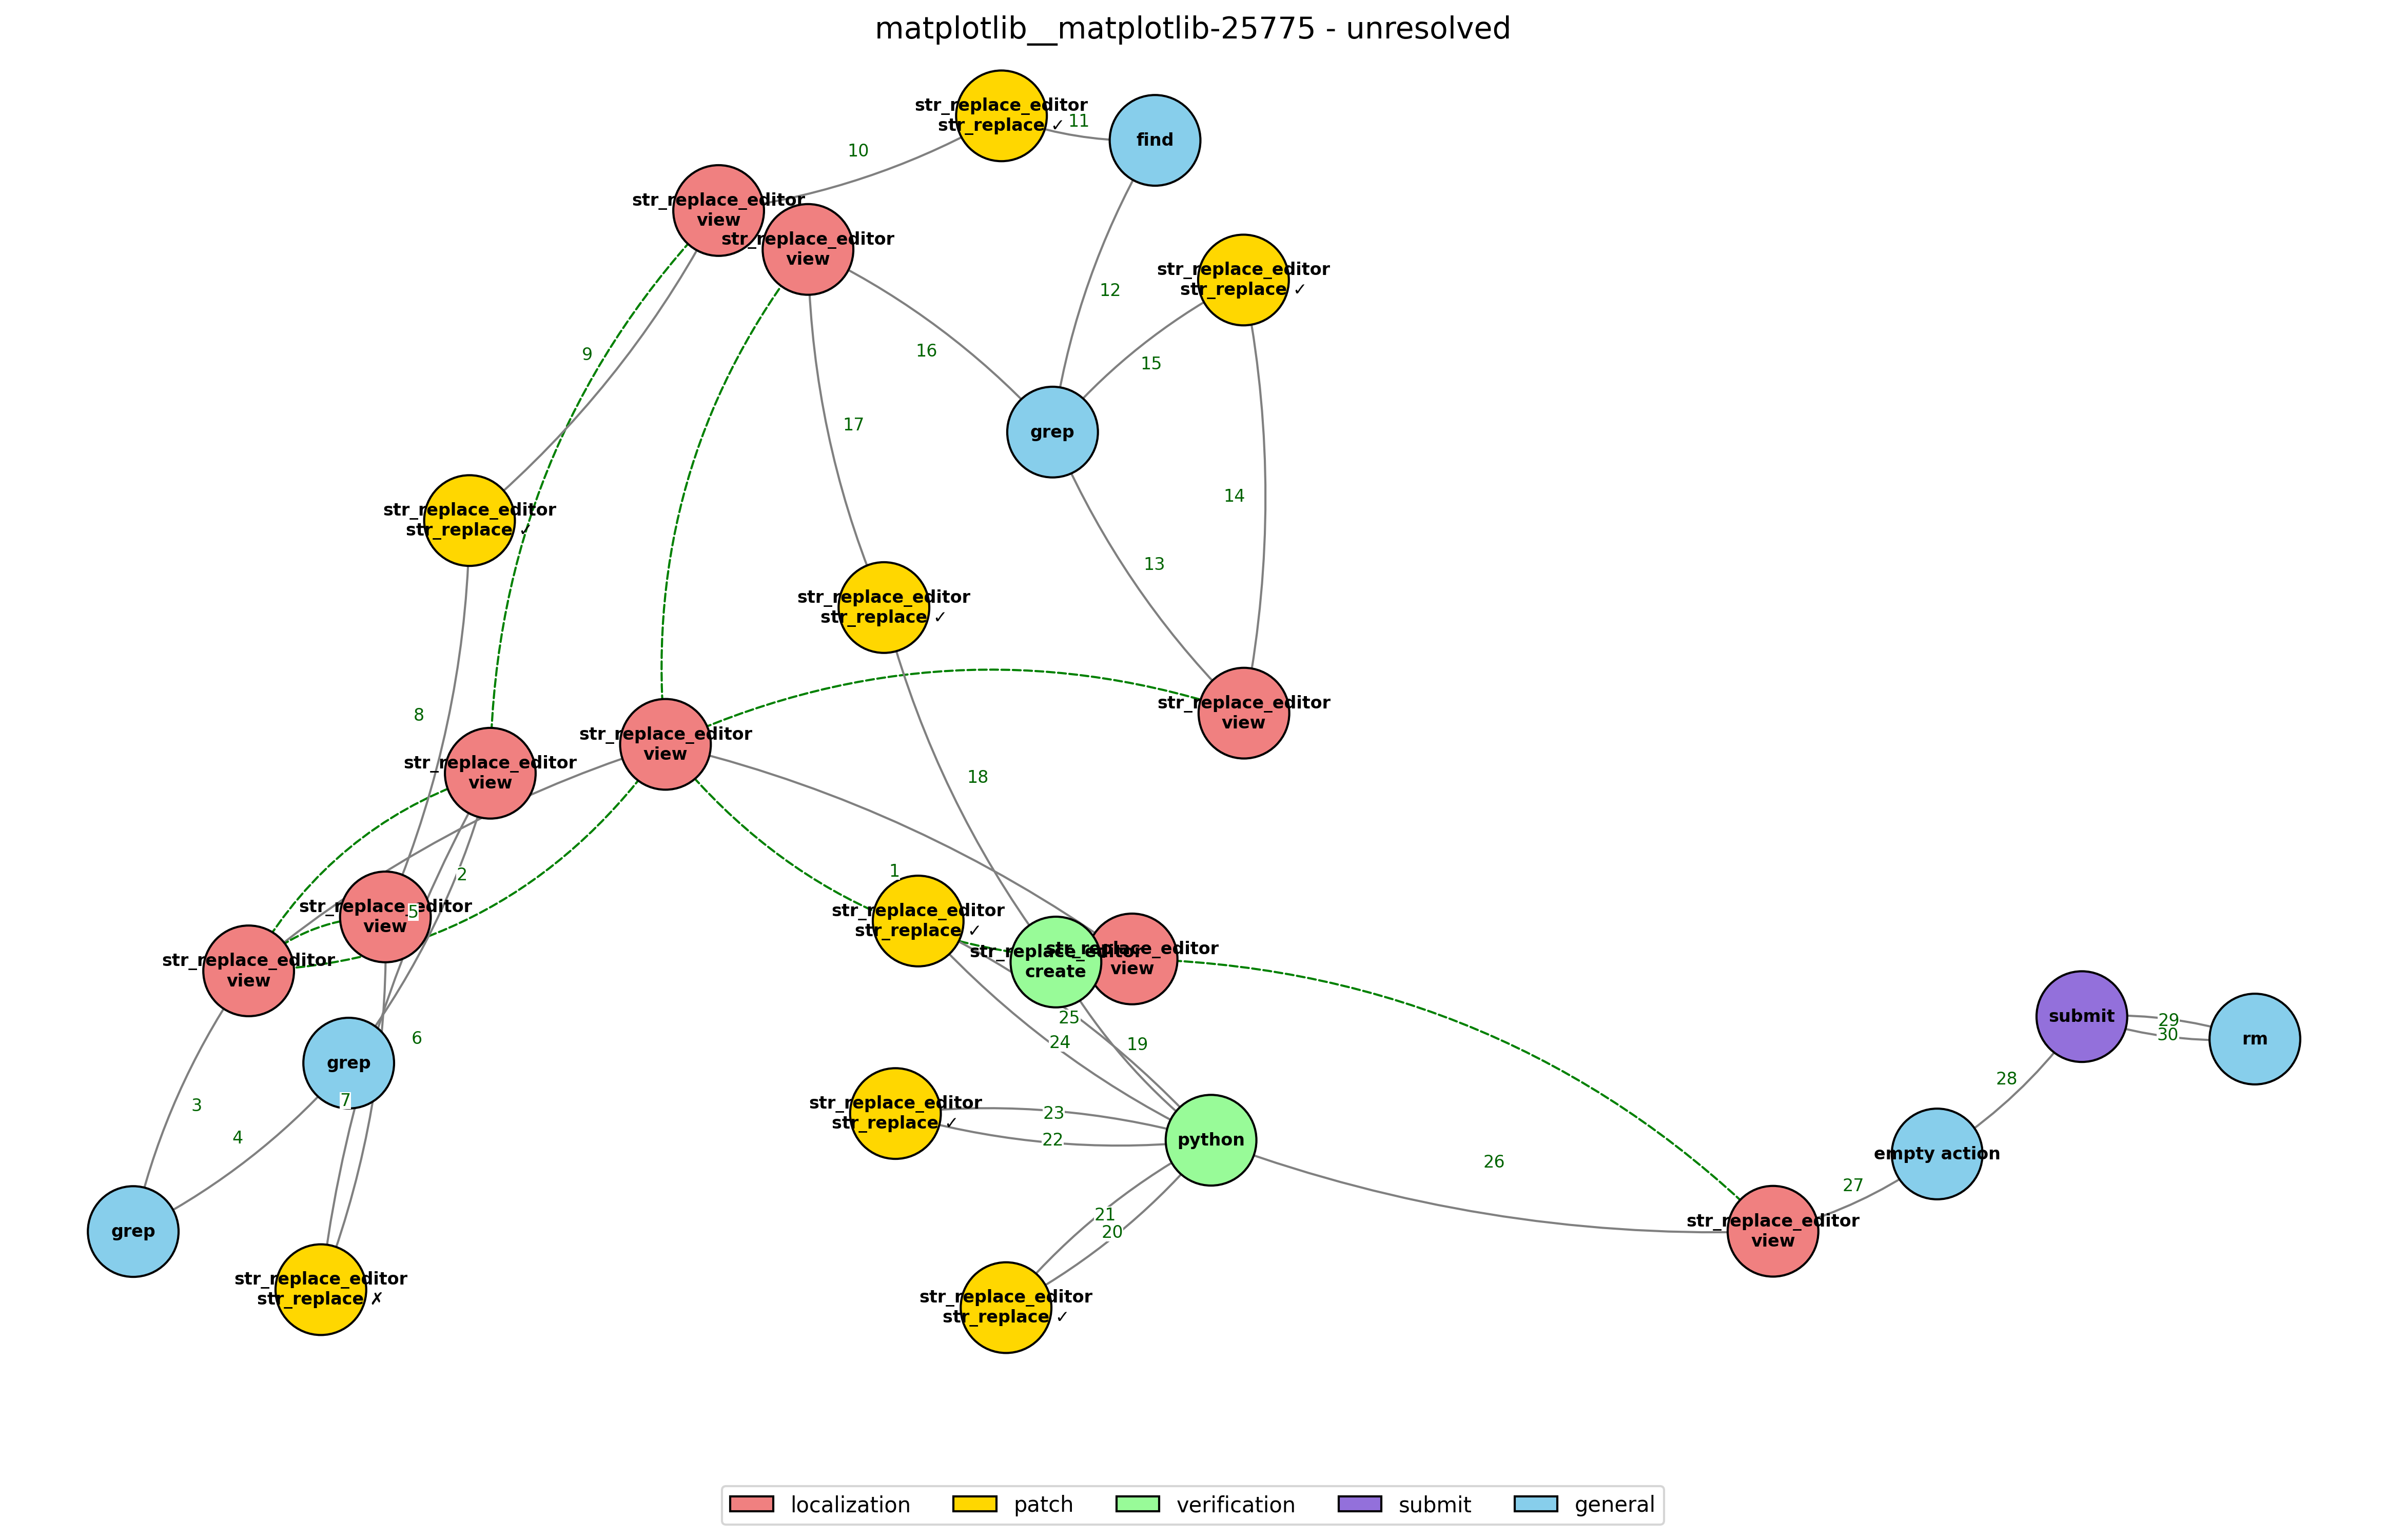 matplotlib__matplotlib-25775 - unresolved
str_replace_editor
str_replace ✓
11
find
10
str_replace_editor
view
str_replace_editor
view
str_replace_editor
str_replace ✓
12
9
16
15
17
grep
14
str_replace_editor
str_replace ✓
13
str_replace_editor
str_replace ✓
8
str_replace_editor
view
str_replace_editor
view
str_replace_editor
view
18
1
2
str_replace_editor
view
5
str_replace_editor
str_replace ✓
str_replace_editor
create
str_replace_editor
view
str_replace_editor
view
25
24
19
6
submit
29
30
rm
grep
7
3
4
28
str_replace_editor
str_replace ✓
23
22
python
empty action
26
27
21
20
grep
str_replace_editor
view
str_replace_editor
str_replace ✗
str_replace_editor
str_replace ✓
localization
patch
verification
submit
general